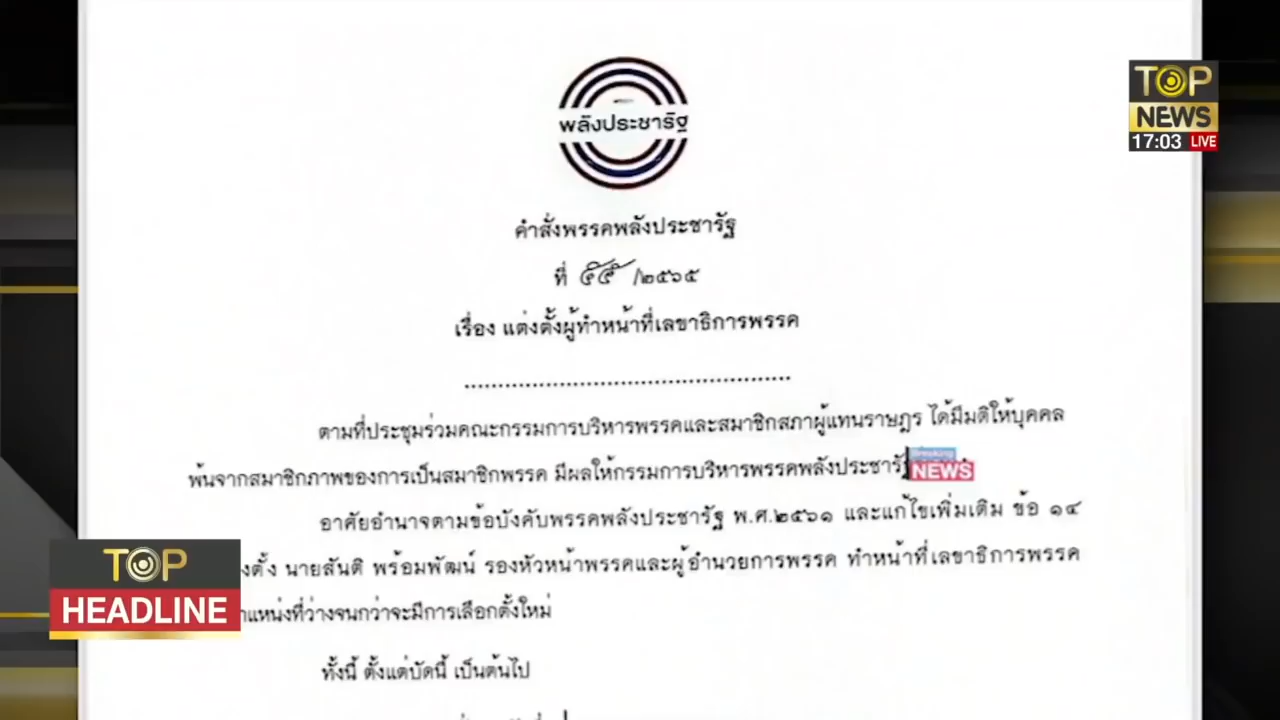 พลังประชารัฐ
คำสั่งพรรคพลังประชารัฐ
ที่ ๕๕ /๒๕๖๕
เรื่อง แต่งตั้งผู้ทำหน้าที่เลขาธิการพรรค
ตามที่ประชุมร่วมคณะกรรมการบริหารพรรคและสมาชิกสภาผู้แทนราษฎร ได้มีมติให้บุคคล
พ้นจากสมาชิกภาพของการเป็นสมาชิกพรรค มีผลให้กรรมการบริหารพรรคพลังประชารัฐ
อาศัยอำนาจตามข้อบังคับพรรคพลังประชารัฐ พ.ศ.๒๕๖๑ และแก้ไขเพิ่มเติม ข้อ ๑๔
งตั้ง นายสันติ พร้อมพัฒน์ รองหัวหน้าพรรคและผู้อำนวยการพรรค ทำหน้าที่เลขาธิการพรรค
แหน่งที่ว่างจนกว่าจะมีการเลือกตั้งใหม่
ทั้งนี้ ตั้งแต่บัดนี้ เป็นต้นไป
TOP
NEWS
17:03 LIVE
Breaking
NEWS
TOP
HEADLINE